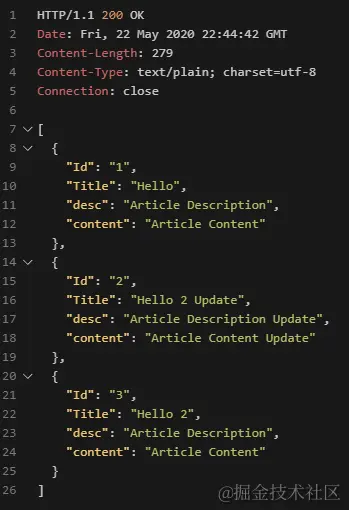 1 HTTP/1.1 200 OK
2 Date: Fri, 22 May 2020 22:44:42 GMT
3 Content-Length: 279
4 Content-Type: text/plain; charset=utf-8
5 Connection: close
6
7 [
8 {
9 "Id": "1",
10 "Title": "Hello",
11 "desc": "Article Description",
12 "content": "Article Content"
13 },
14 {
15 "Id": "2",
16 "Title": "Hello 2 Update",
17 "desc": "Article Description Update",
18 "content": "Article Content Update"
19 },
20 {
21 "Id": "3",
22 "Title": "Hello 2",
23 "desc": "Article Description",
24 "content": "Article Content"
25 }
26 ]
@掘金技术社区